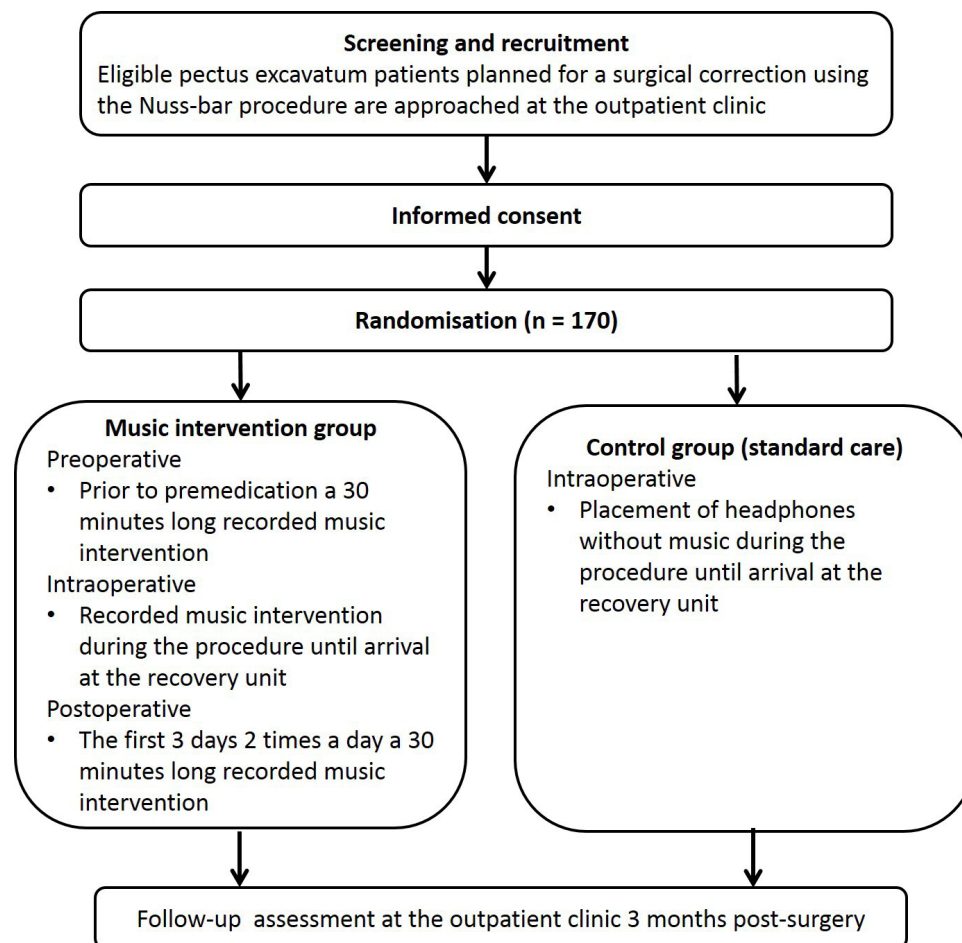 Screening and recruitment
Eligible pectus excavatum patients planned for a surgical correction using
the Nuss-bar procedure are approached at the outpatient clinic
Informed consent
Randomisation (n = 170)
Music intervention group
Preoperative
• Prior to premedication a 30
minutes long recorded music
intervention
Intraoperative
• Recorded music intervention
during the procedure until arrival
at the recovery unit
Postoperative
• The first 3 days 2 times a day a 30
minutes long recorded music
intervention
Control group (standard care)
Intraoperative
• Placement of headphones
without music during the
procedure until arrival at the
recovery unit
Follow-up assessment at the outpatient clinic 3 months post-surgery